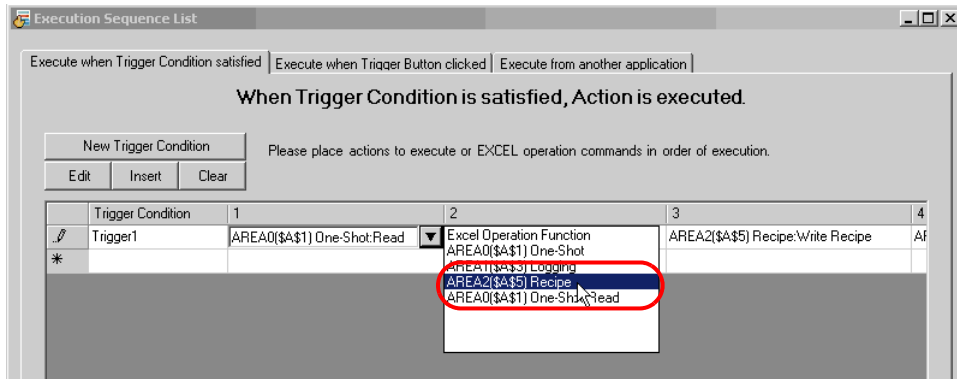 Execution Sequence List
Execute when Trigger Condition satisfied Execute when Trigger Button clicked Execute from another application
When Trigger Condition is satisfied, Action is executed.
New Trigger Condition
Please place actions to execute or EXCEL operation commands in order of execution.
Edit Insert Clear
Trigger Condition 1 2 3 4
Trigger1 AREA0($A$1) One-Shot:Read AREA2($A$5) Recipe:Write Recipe
Excel Operation Function
AREA0($A$1) One-Shot
AREA1($A$3) Logging
AREA2($A$5) Recipe
AREA0($A$1) One-Shot:Read